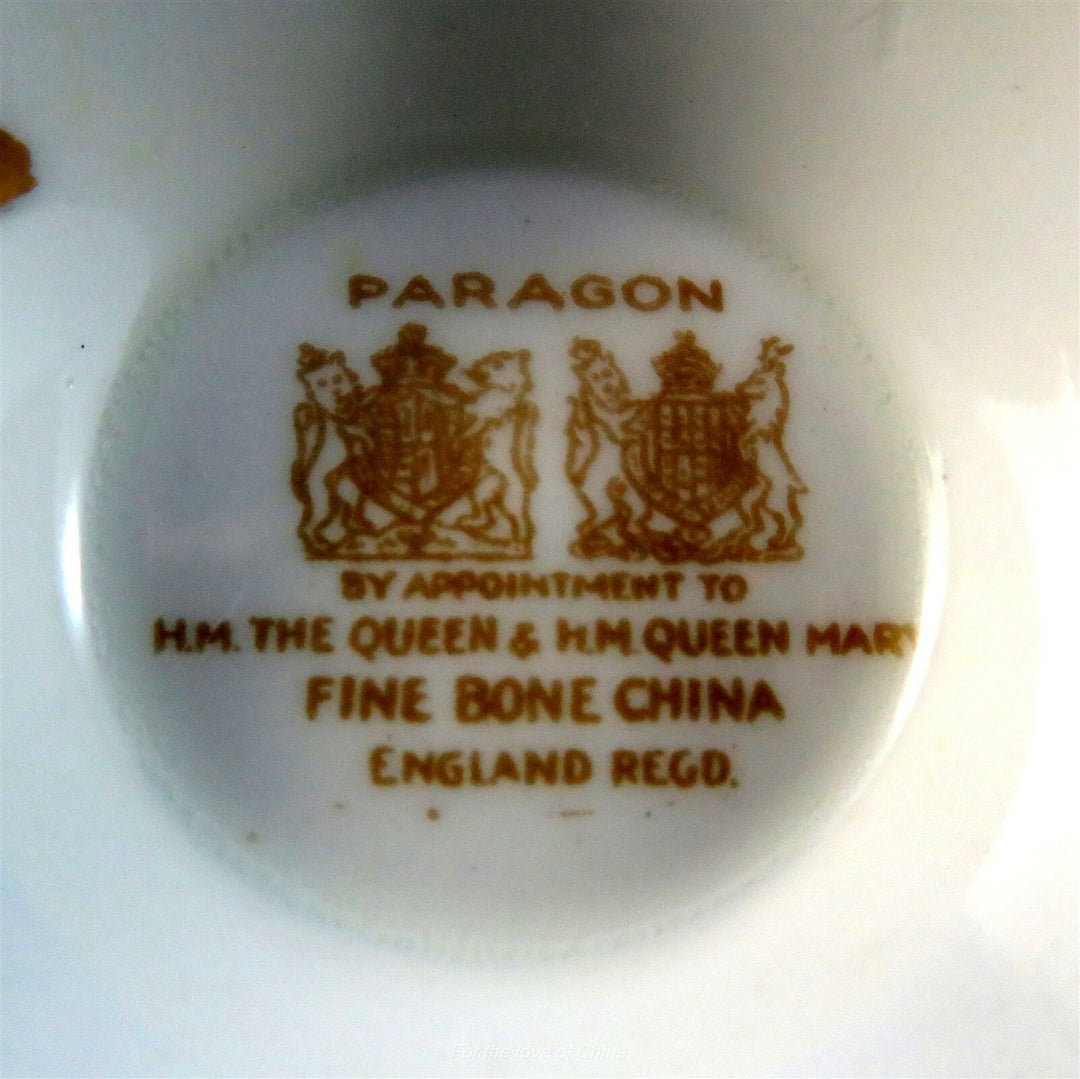 PARAGON
BY APPOINTMENT TO
H.M. THE QUEEN & H.M. QUEEN MARY
FINE BONE CHINA
ENGLAND REGD.
For the love of China